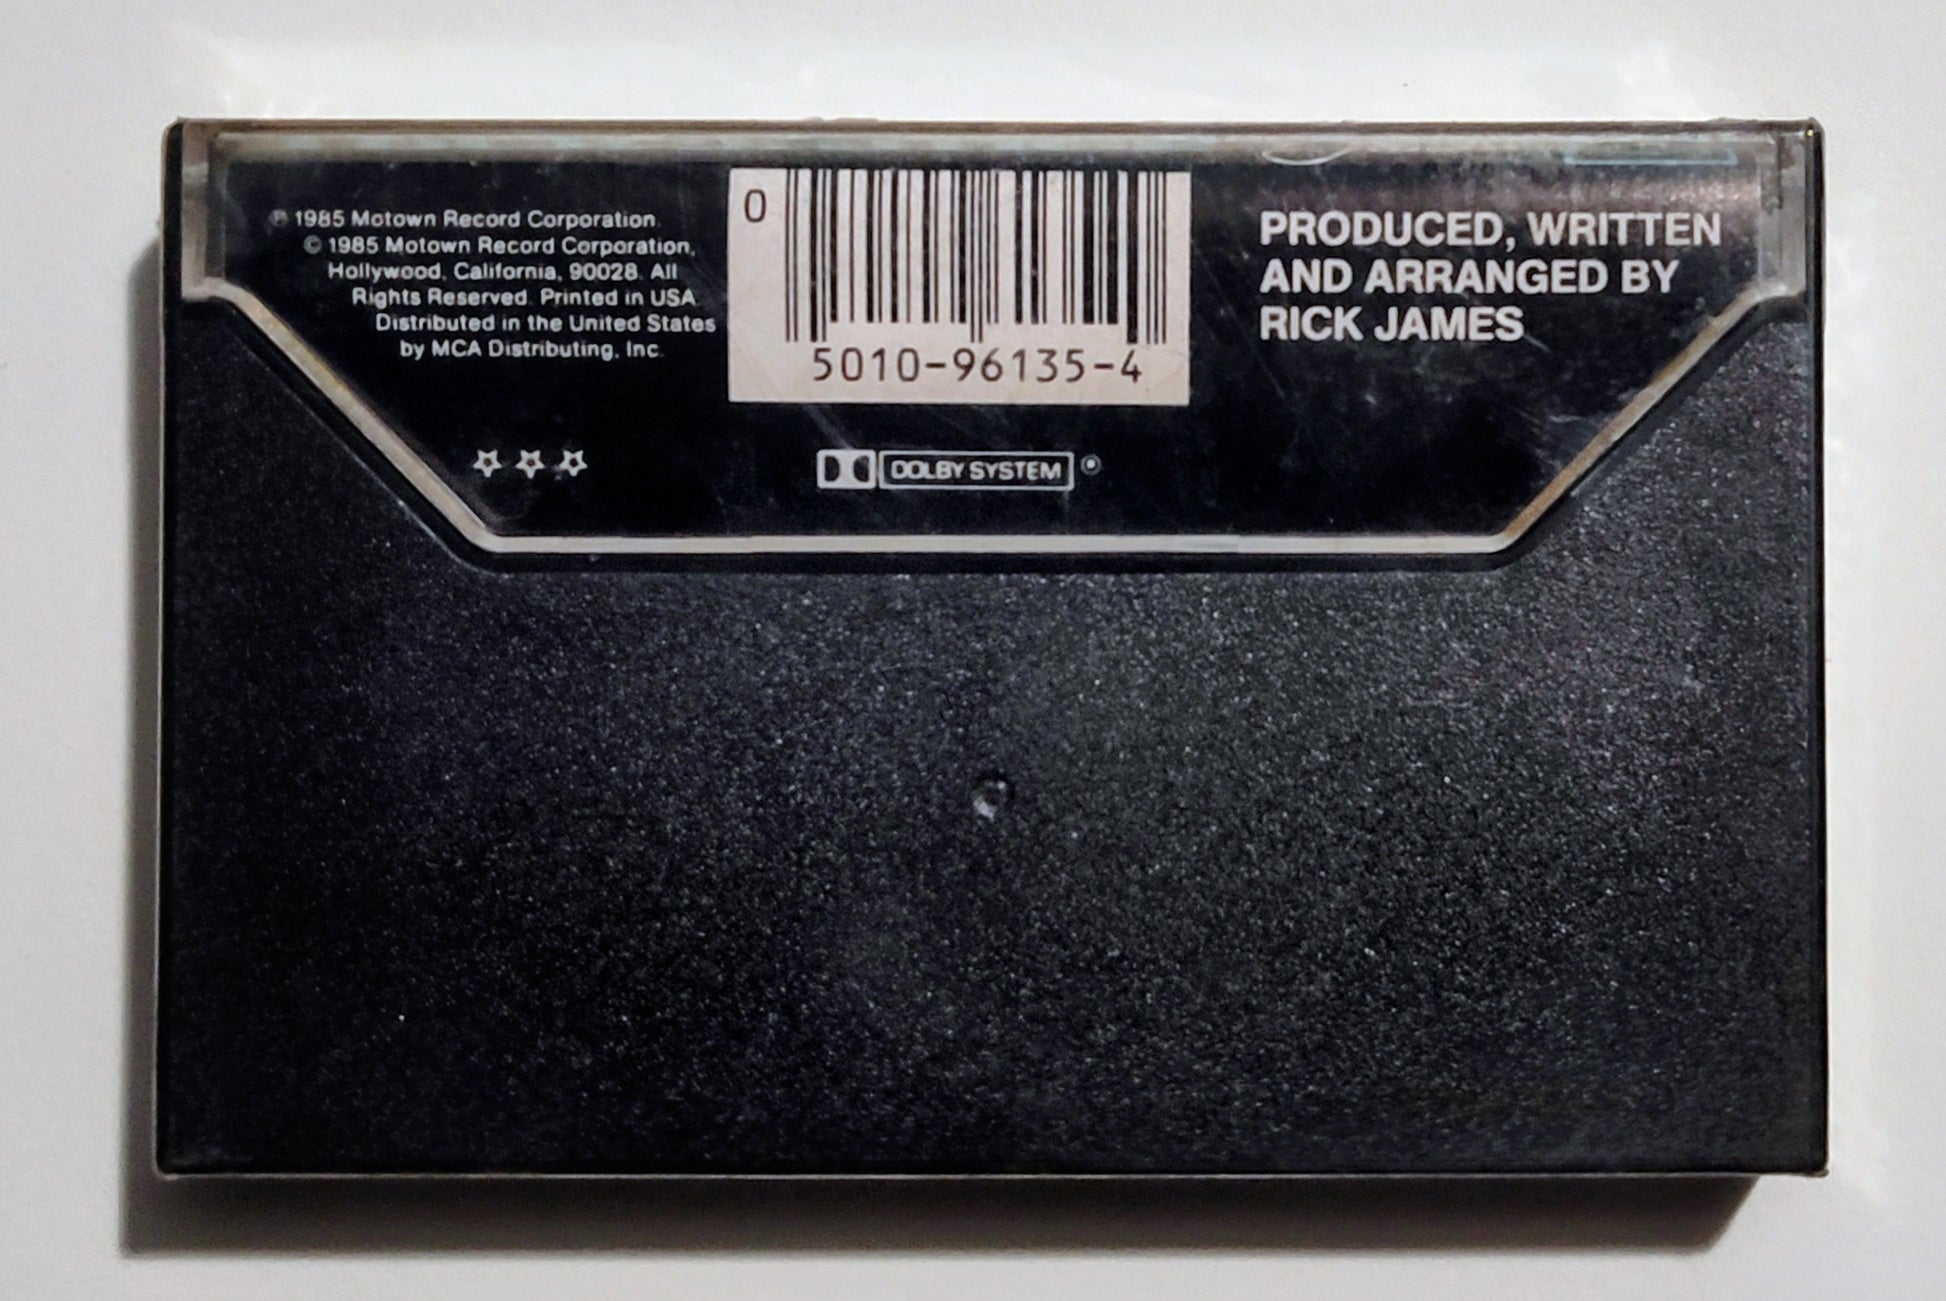 ℗ 1985 Motown Record Corporation
© 1985 Motown Record Corporation,
Hollywood, California, 90028. All
Rights Reserved. Printed in USA
Distributed in the United States
by MCA Distributing, Inc.
0
5010-96135-4
PRODUCED, WRITTEN
AND ARRANGED BY
RICK JAMES
DOLBY SYSTEM ®